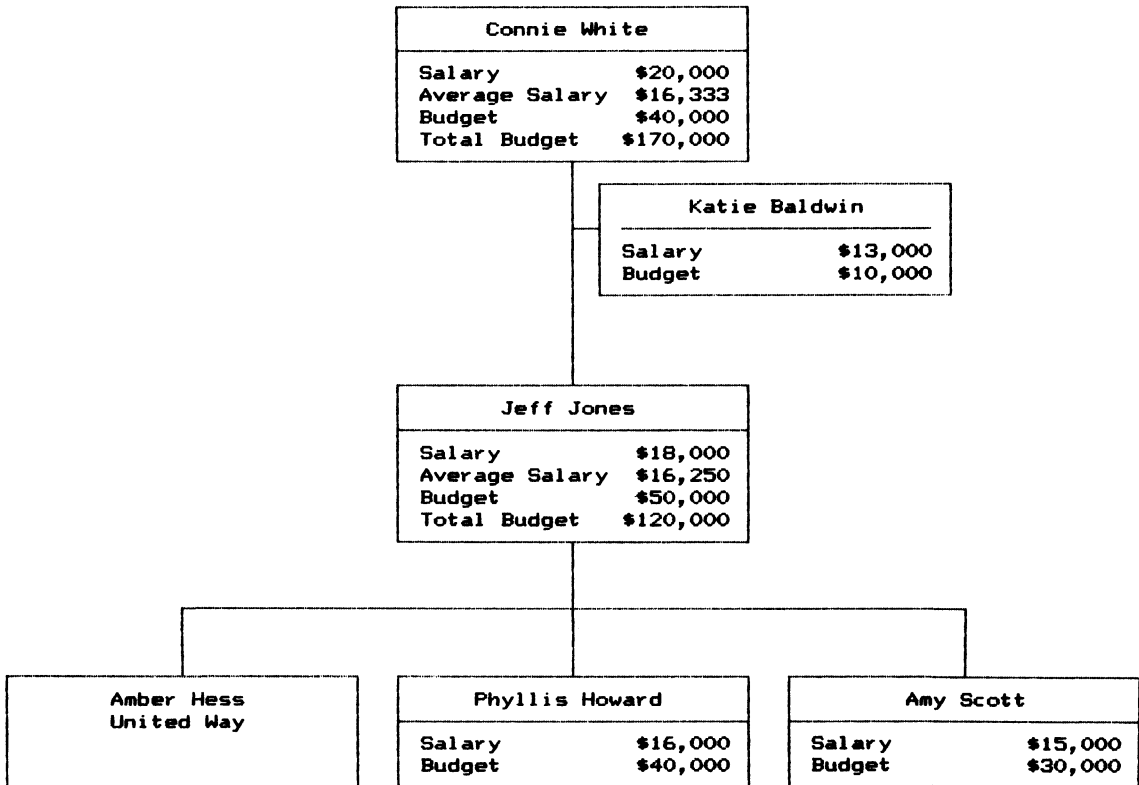 Connie White
Salary $20,000
Average Salary $16,333
Budget $40,000
Total Budget $170,000
Katie Baldwin
Salary $13,000
Budget $10,000
Jeff Jones
Salary $18,000
Average Salary $16,250
Budget $50,000
Total Budget $120,000
Amber Hess
United Way
Phyllis Howard
Salary $16,000
Budget $40,000
Amy Scott
Salary $15,000
Budget $30,000